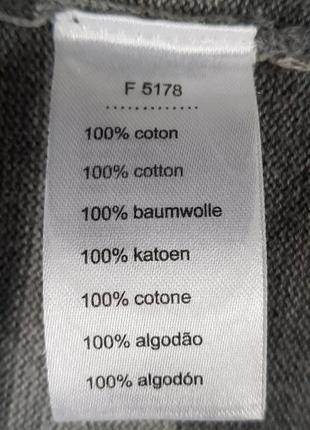 F 5178
100% coton
100% cotton
100% baumwolle
100% katoen
100% cotone
100% algodão
100% algodón